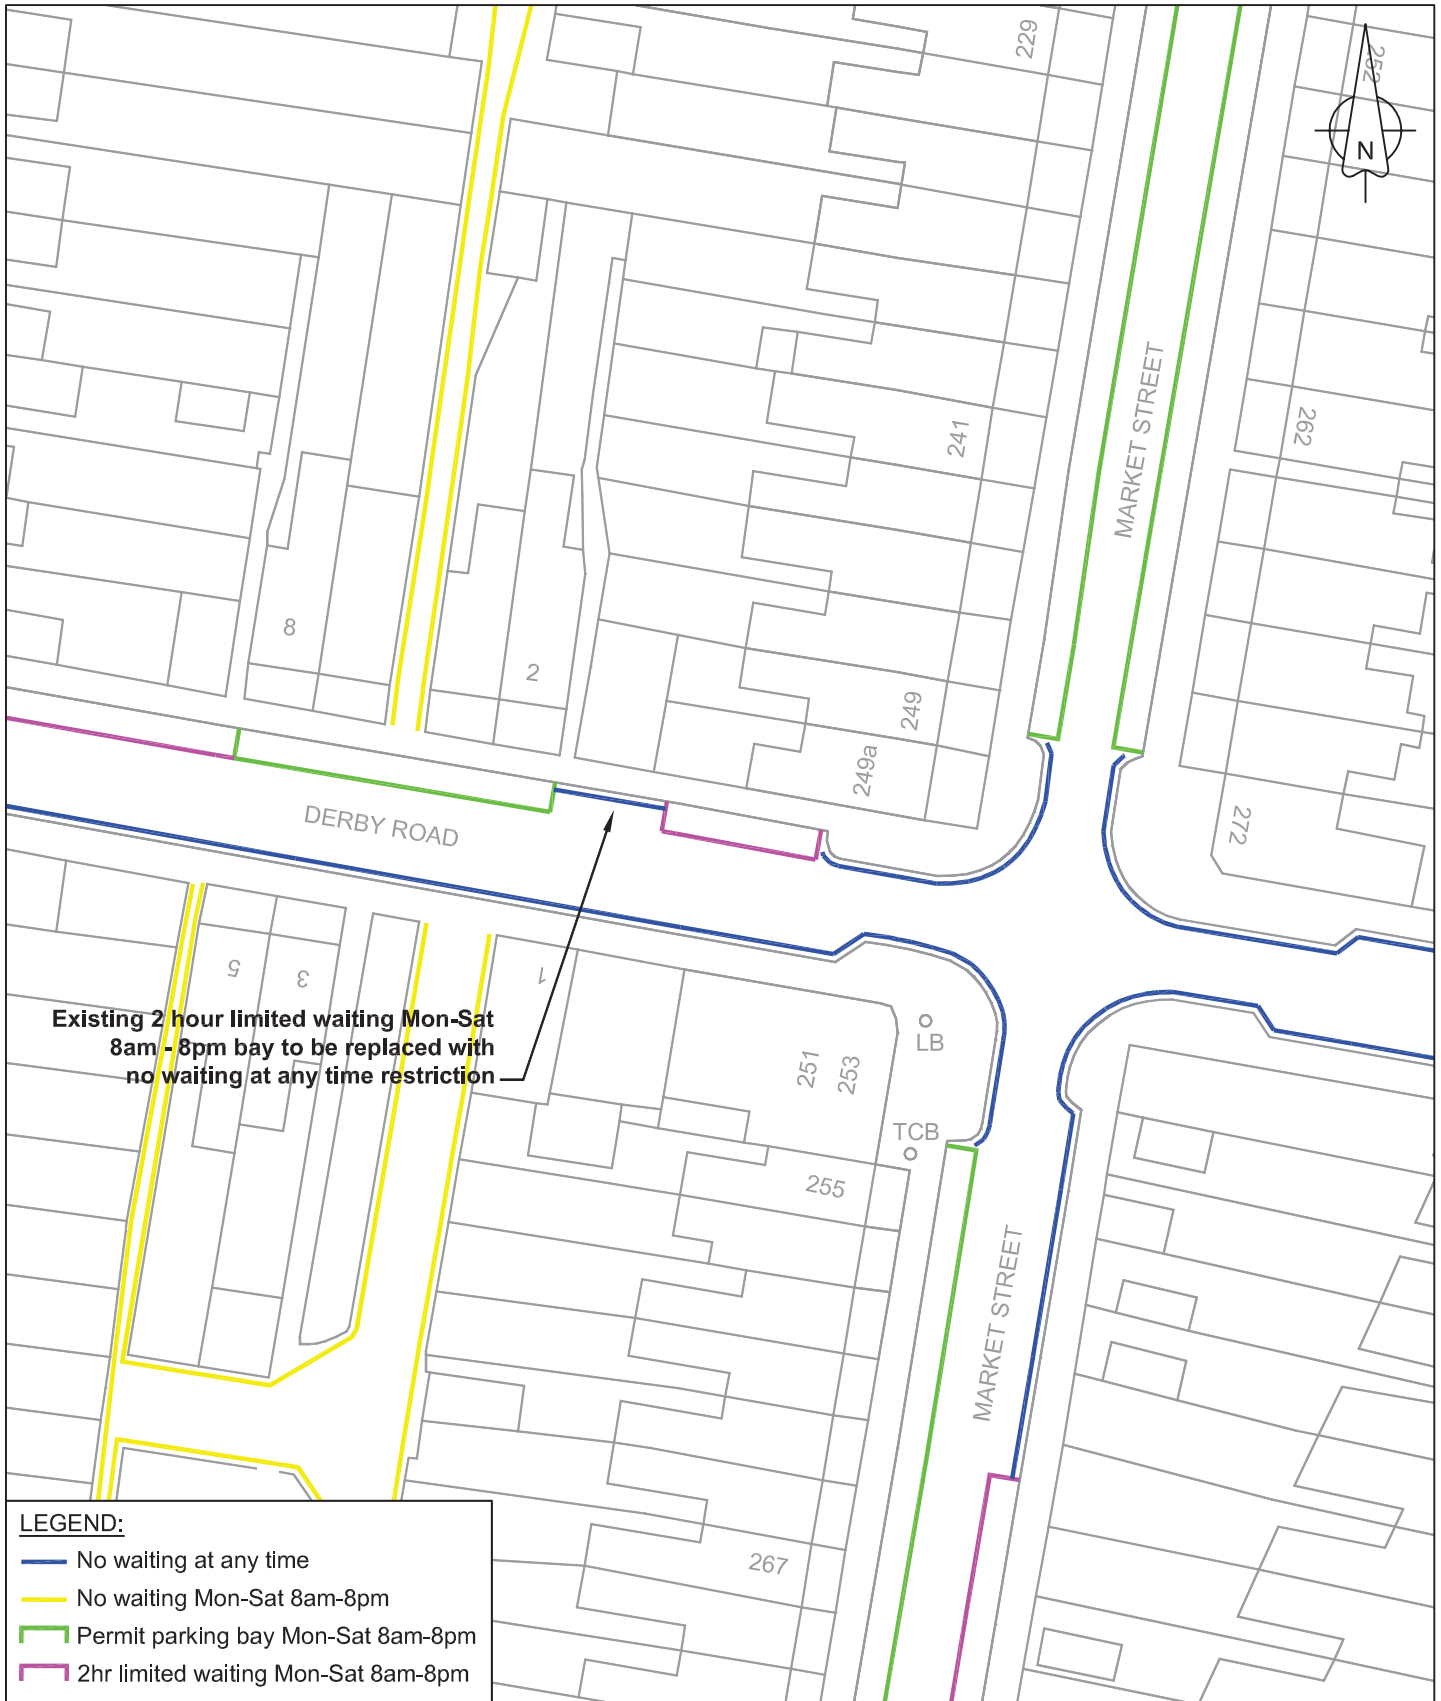 229
252
N
MARKET STREET
241
262
8
2
249
249a
272
DERBY ROAD
5
3
1
Existing 2 hour limited waiting Mon-Sat
8am - 8pm bay to be replaced with
no waiting at any time restriction
251
253
LB
TCB
255
MARKET STREET
267
LEGEND:
No waiting at any time
No waiting Mon-Sat 8am-8pm
Permit parking bay Mon-Sat 8am-8pm
2hr limited waiting Mon-Sat 8am-8pm